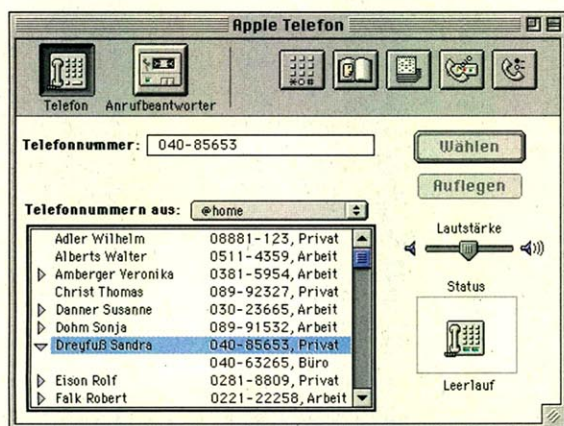 Apple Telefon
Telefon
Anrufbeantworter
Telefonnummer: 040-85653
Wählen
Auflegen
Telefonnummern aus: @home
Lautstärke
Adler Wilhelm 08881-123, Privat
Alberts Walter 0511-4359, Arbeit
Amberger Veronika 0381-5954, Arbeit
Christ Thomas 089-92327, Privat
Danner Susanne 030-23665, Arbeit
Dohm Sonja 089-91532, Arbeit
Dreyfuß Sandra 040-85653, Privat
040-63265, Büro
Eison Rolf 0281-8809, Privat
Falk Robert 0221-22258, Arbeit
Status
Leerlauf